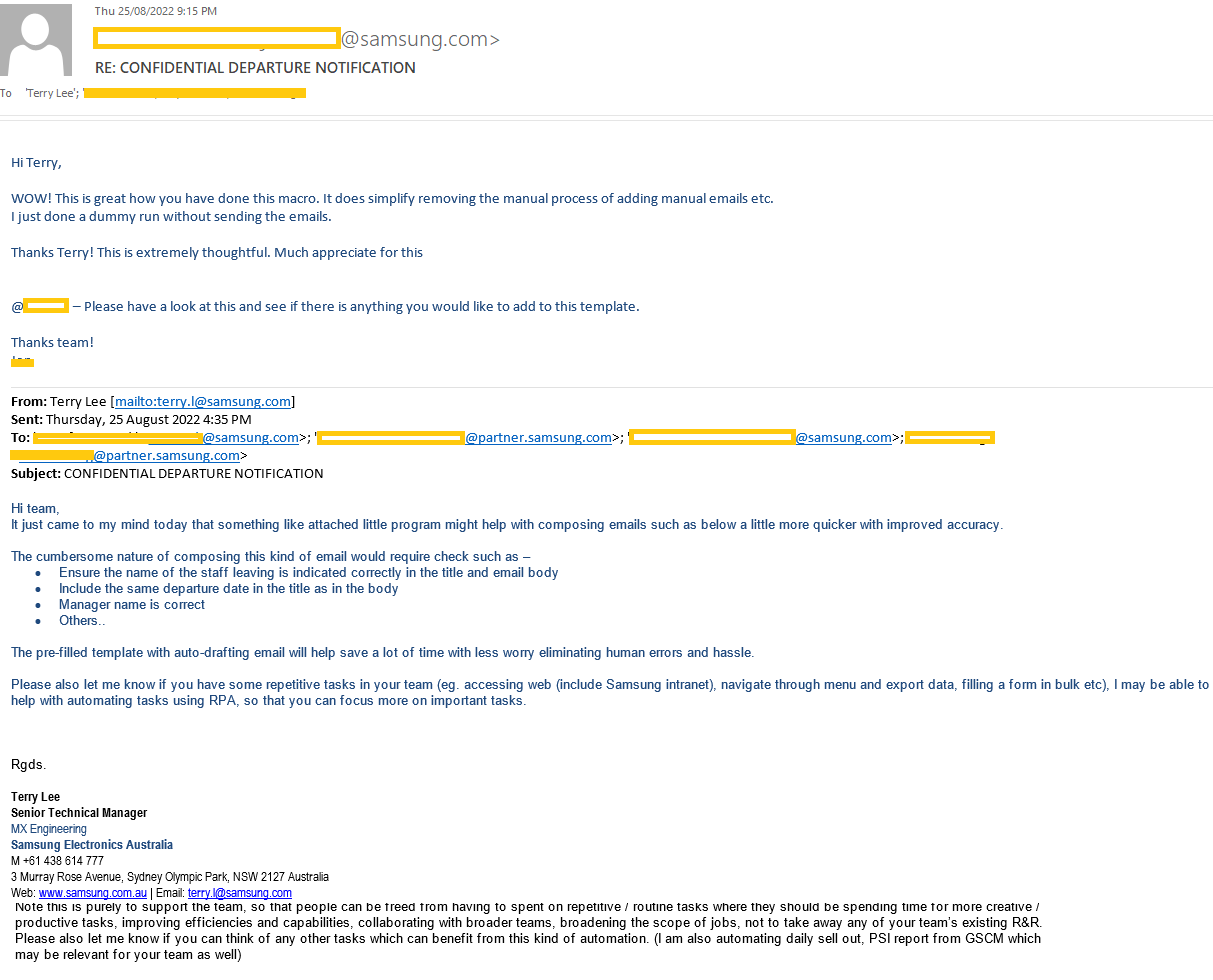 Thu 25/08/2022 9:15 PM
@samsung.com>
RE: CONFIDENTIAL DEPARTURE NOTIFICATION
To 'Terry Lee'; '
Hi Terry,
WOW! This is great how you have done this macro. It does simplify removing the manual process of adding manual emails etc.
I just done a dummy run without sending the emails.
Thanks Terry! This is extremely thoughtful. Much appreciate for this
@ – Please have a look at this and see if there is anything you would like to add to this template.
Thanks team!
From: Terry Lee [mailto:terry.l@samsung.com]
Sent: Thursday, 25 August 2022 4:35 PM
To: @samsung.com>; ' @partner.samsung.com>; ' @samsung.com>;
@partner.samsung.com>
Subject: CONFIDENTIAL DEPARTURE NOTIFICATION
Hi team,
It just came to my mind today that something like attached little program might help with composing emails such as below a little more quicker with improved accuracy.
The cumbersome nature of composing this kind of email would require check such as –
• Ensure the name of the staff leaving is indicated correctly in the title and email body
• Include the same departure date in the title as in the body
• Manager name is correct
• Others..
The pre-filled template with auto-drafting email will help save a lot of time with less worry eliminating human errors and hassle.
Please also let me know if you have some repetitive tasks in your team (eg. accessing web (include Samsung intranet), navigate through menu and export data, filling a form in bulk etc), I may be able to
help with automating tasks using RPA, so that you can focus more on important tasks.
Rgds.
Terry Lee
Senior Technical Manager
MX Engineering
Samsung Electronics Australia
M +61 438 614 777
3 Murray Rose Avenue, Sydney Olympic Park, NSW 2127 Australia
Web: www.samsung.com.au | Email: terry.l@samsung.com
Note this is purely to support the team, so that people can be freed from having to spent on repetitive / routine tasks where they should be spending time for more creative /
productive tasks, improving efficiencies and capabilities, collaborating with broader teams, broadening the scope of jobs, not to take away any of your team's existing R&R.
Please also let me know if you can think of any other tasks which can benefit from this kind of automation. (I am also automating daily sell out, PSI report from GSCM which
may be relevant for your team as well)